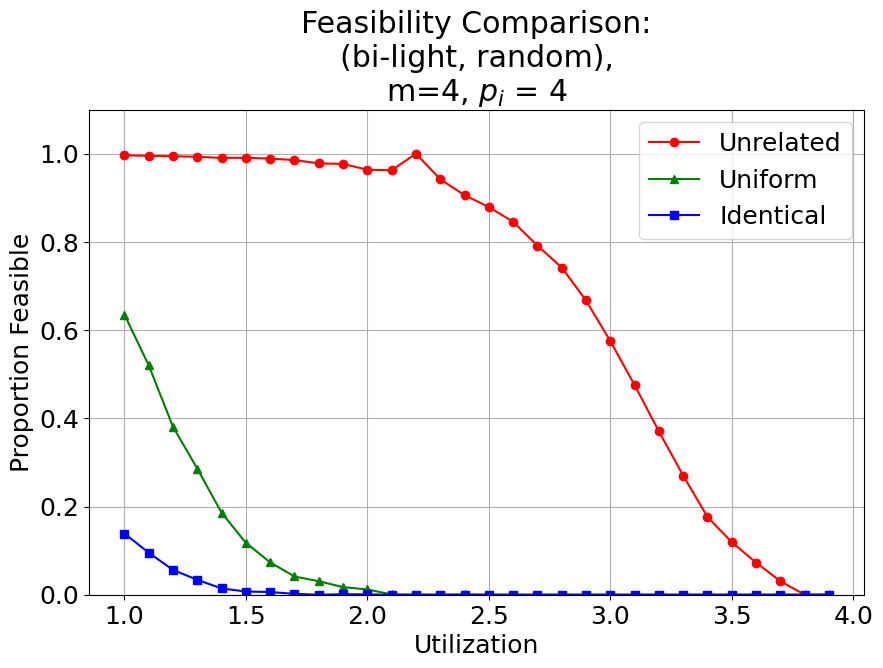 Feasibility Comparison:
(bi-light, random),
m=4, p_i = 4
Unrelated
Uniform
Identical
Proportion Feasible
1.0
0.8
0.6
0.4
0.2
0.0
1.0 1.5 2.0 2.5 3.0 3.5 4.0
Utilization